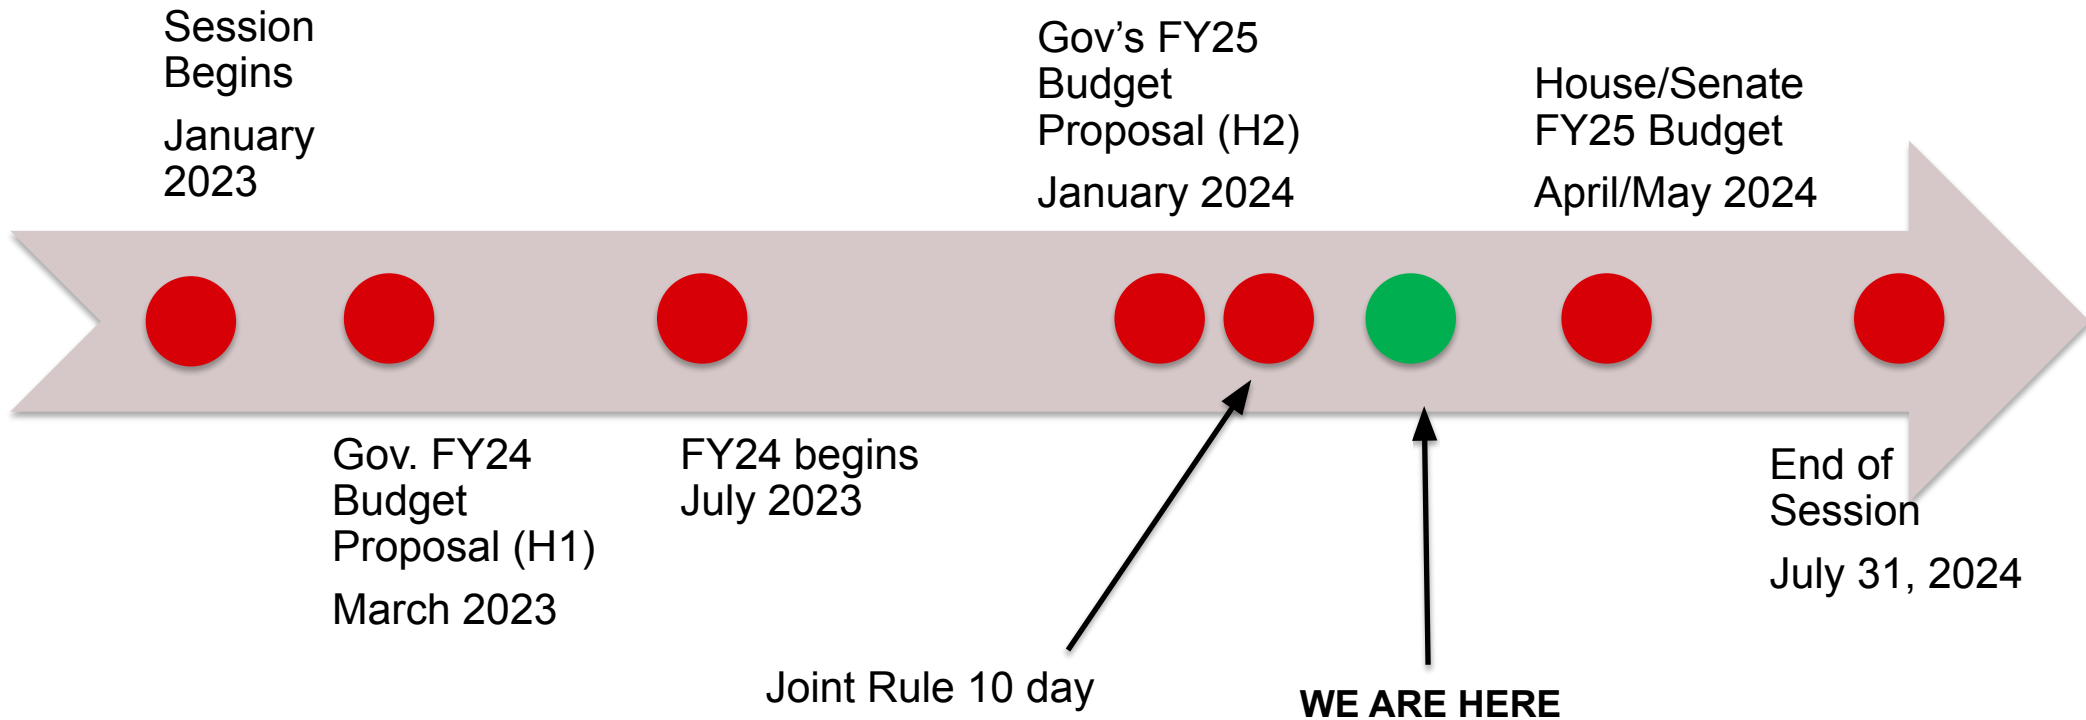 Session
Begins
January
2023
Gov’s FY25
Budget
Proposal (H2)
January 2024
House/Senate
FY25 Budget
April/May 2024
Gov. FY24
Budget
Proposal (H1)
March 2023
FY24 begins
July 2023
Joint Rule 10 day
WE ARE HERE
End of
Session
July 31, 2024